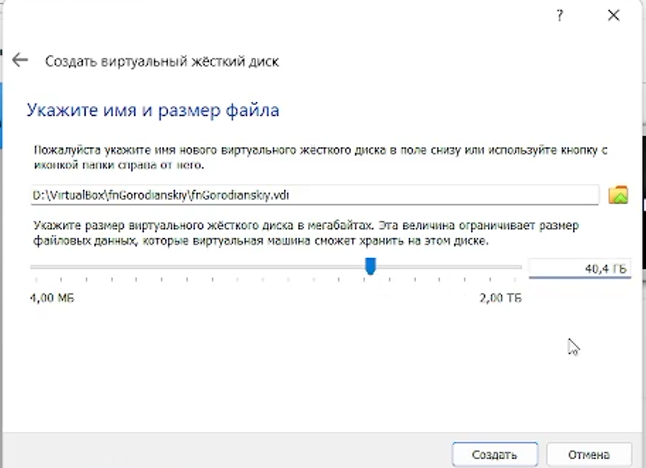 ?
Создать виртуальный жёсткий диск
Укажите имя и размер файла
Пожалуйста укажите имя нового виртуального жесткого диска в поле снизу или используйте кнопку с
иконкой папки справа от него.
D:\VirtualBox\fnGorodianskiy\fnGorodianskiy.vdi
Укажите размер виртуального жёсткого диска в мегабайтах. Эта величина ограничивает размер
файловых данных, которые виртуальная машина сможет хранить на этом диске.
40,4 ГБ
4,00 МБ 2,00 ТБ
Создать Отмена